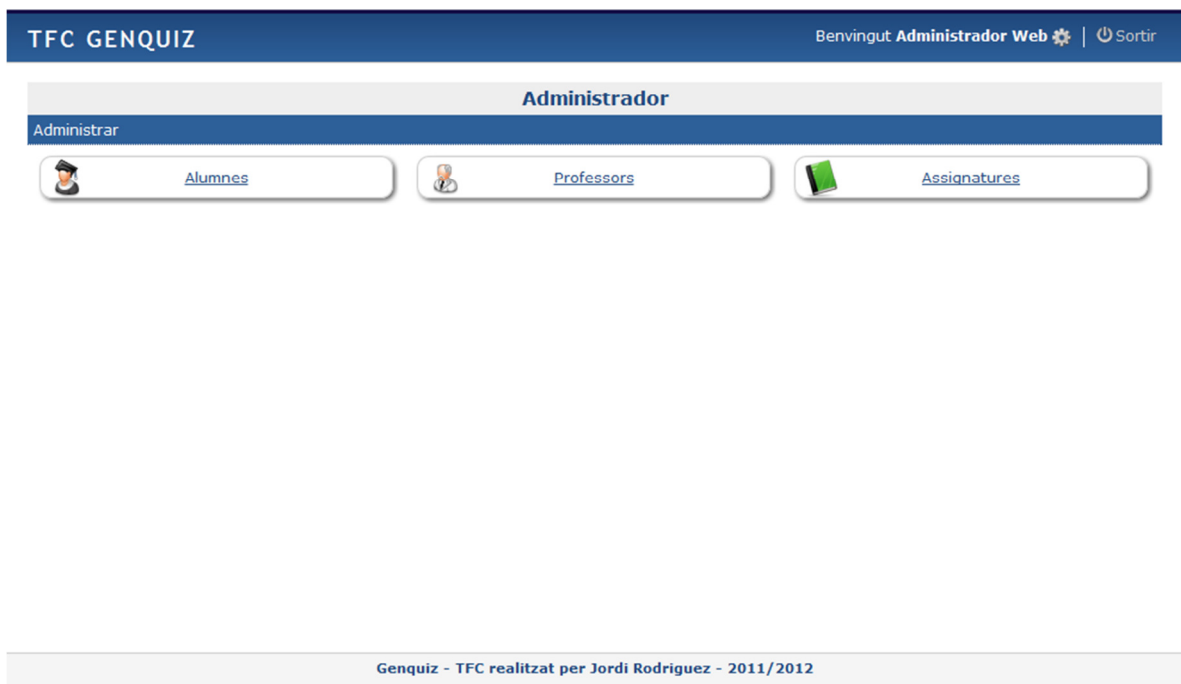 TFC GENQUIZ
Benvingut Administrador Web | Sortir
Administrador
Administrar
Alumnes
Professors
Assignatures
Genquiz - TFC realitzat per Jordi Rodriguez - 2011/2012